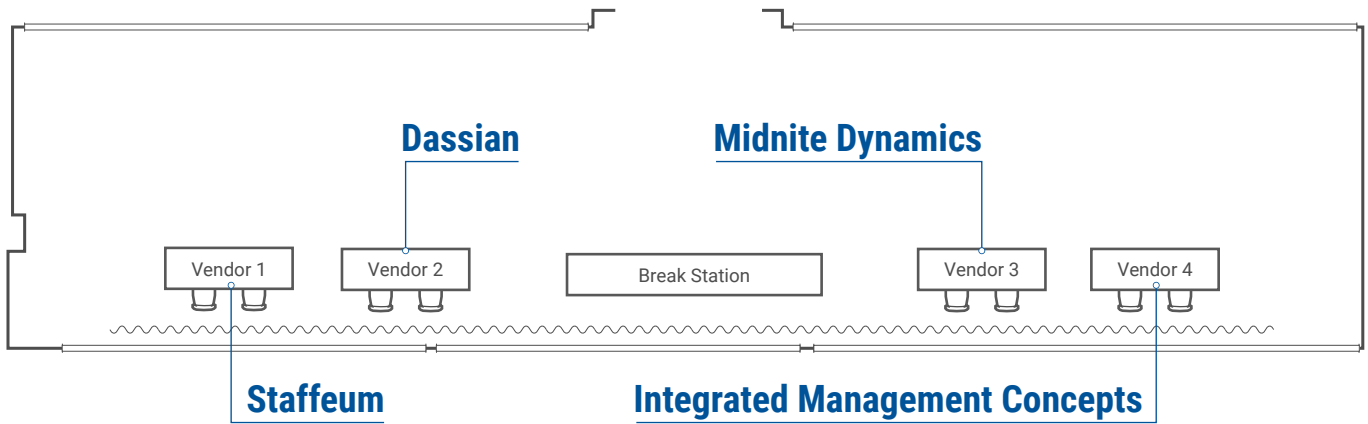 Dassian
Midnite Dynamics
Vendor 1
Vendor 2
Break Station
Vendor 3
Vendor 4
Staffeum
Integrated Management Concepts